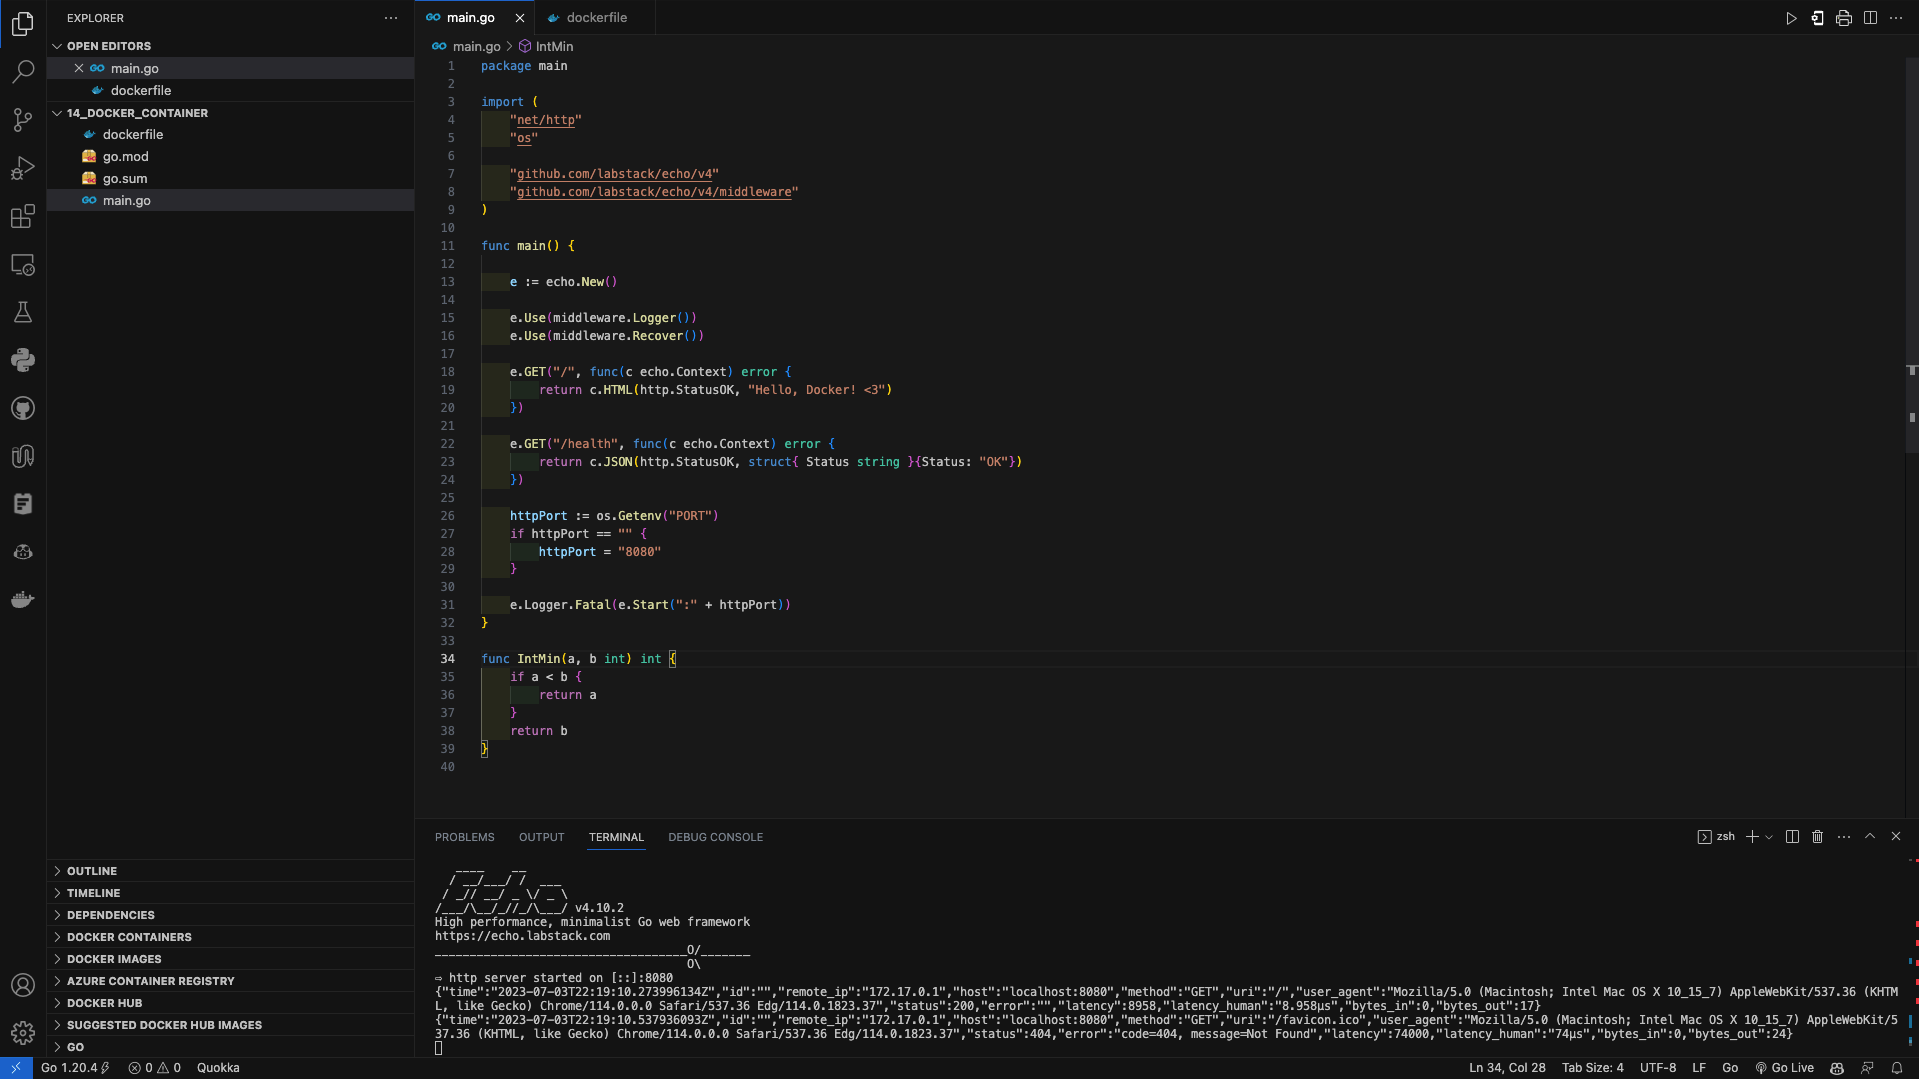 EXPLORER
OPEN EDITORS
main.go
dockerfile
14_DOCKER_CONTAINER
dockerfile
go.mod
go.sum
main.go
OUTLINE
TIMELINE
DEPENDENCIES
DOCKER CONTAINERS
DOCKER IMAGES
AZURE CONTAINER REGISTRY
DOCKER HUB
SUGGESTED DOCKER HUB IMAGES
GO
main.go dockerfile
main.go > IntMin
1 package main
2
3 import (
4 "net/http"
5 "os"
6
7 "github.com/labstack/echo/v4"
8 "github.com/labstack/echo/v4/middleware"
9 )
10
11 func main() {
12
13 e := echo.New()
14
15 e.Use(middleware.Logger())
16 e.Use(middleware.Recover())
17
18 e.GET("/", func(c echo.Context) error {
19 return c.HTML(http.StatusOK, "Hello, Docker! <3")
20 })
21
22 e.GET("/health", func(c echo.Context) error {
23 return c.JSON(http.StatusOK, struct{ Status string }{Status: "OK"})
24 })
25
26 httpPort := os.Getenv("PORT")
27 if httpPort == "" {
28 httpPort = "8080"
29 }
30
31 e.Logger.Fatal(e.Start(":" + httpPort))
32 }
33
34 func IntMin(a, b int) int {
35 if a < b {
36 return a
37 }
38 return b
39 }
40
PROBLEMS OUTPUT TERMINAL DEBUG CONSOLE
zsh
   ____    __
  / __/___/ /  ___
 / _// __/ _ \/ _ \
/___/\__/_//_/\___/ v4.10.2
High performance, minimalist Go web framework
https://echo.labstack.com
____________________________________O/_______
                                    O\
⇨ http server started on [::]:8080
{"time":"2023-07-03T22:19:10.273996134Z","id":"","remote_ip":"172.17.0.1","host":"localhost:8080","method":"GET","uri":"/","user_agent":"Mozilla/5.0 (Macintosh; Intel Mac OS X 10_15_7) AppleWebKit/537.36 (KHTM
L, like Gecko) Chrome/114.0.0.0 Safari/537.36 Edg/114.0.1823.37","status":200,"error":"","latency":8958,"latency_human":"8.958µs","bytes_in":0,"bytes_out":17}
{"time":"2023-07-03T22:19:10.537936093Z","id":"","remote_ip":"172.17.0.1","host":"localhost:8080","method":"GET","uri":"/favicon.ico","user_agent":"Mozilla/5.0 (Macintosh; Intel Mac OS X 10_15_7) AppleWebKit/5
37.36 (KHTML, like Gecko) Chrome/114.0.0.0 Safari/537.36 Edg/114.0.1823.37","status":404,"error":"code=404, message=Not Found","latency":74000,"latency_human":"74µs","bytes_in":0,"bytes_out":24}
Go 1.20.4 0 0 Quokka Ln 34, Col 28 Tab Size: 4 UTF-8 LF Go Go Live